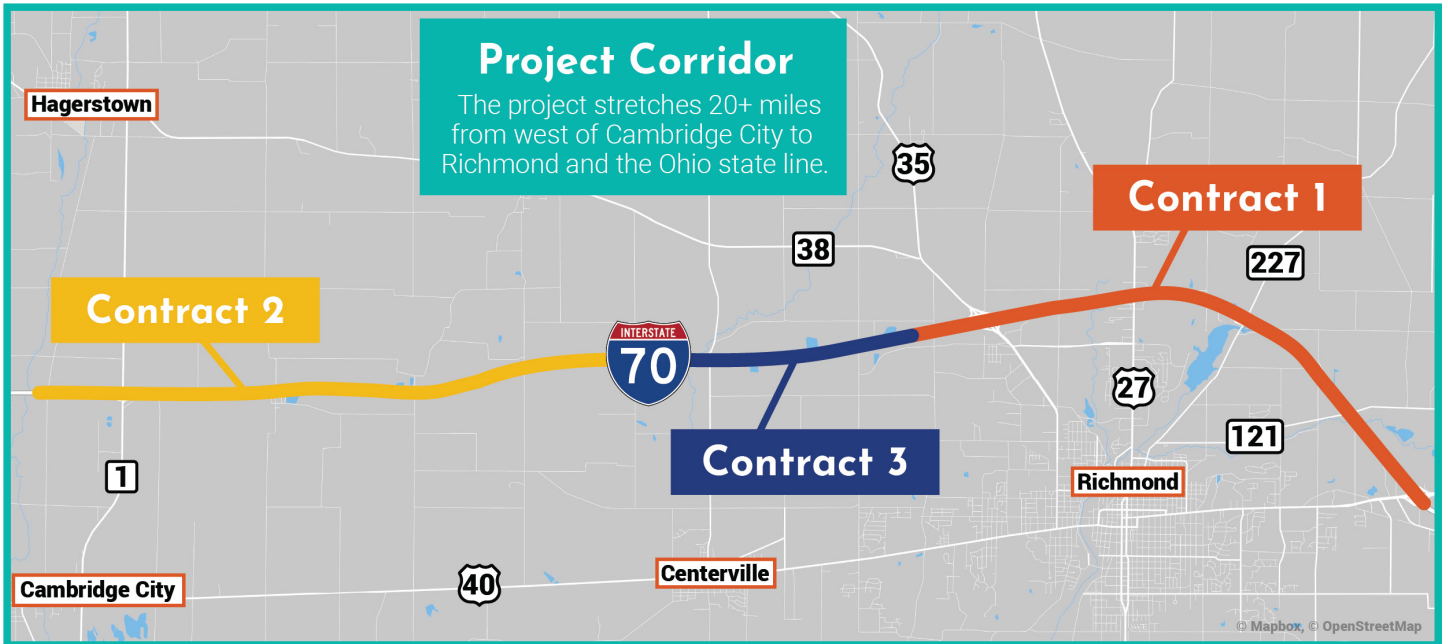 Project Corridor
The project stretches 20+ miles
from west of Cambridge City to
Richmond and the Ohio state line.
Hagerstown
35
Contract 1
38
227
Contract 2
INTERSTATE
70
27
121
Contract 3
1
Richmond
Centerville
40
Cambridge City
© Mapbox, © OpenStreetMap